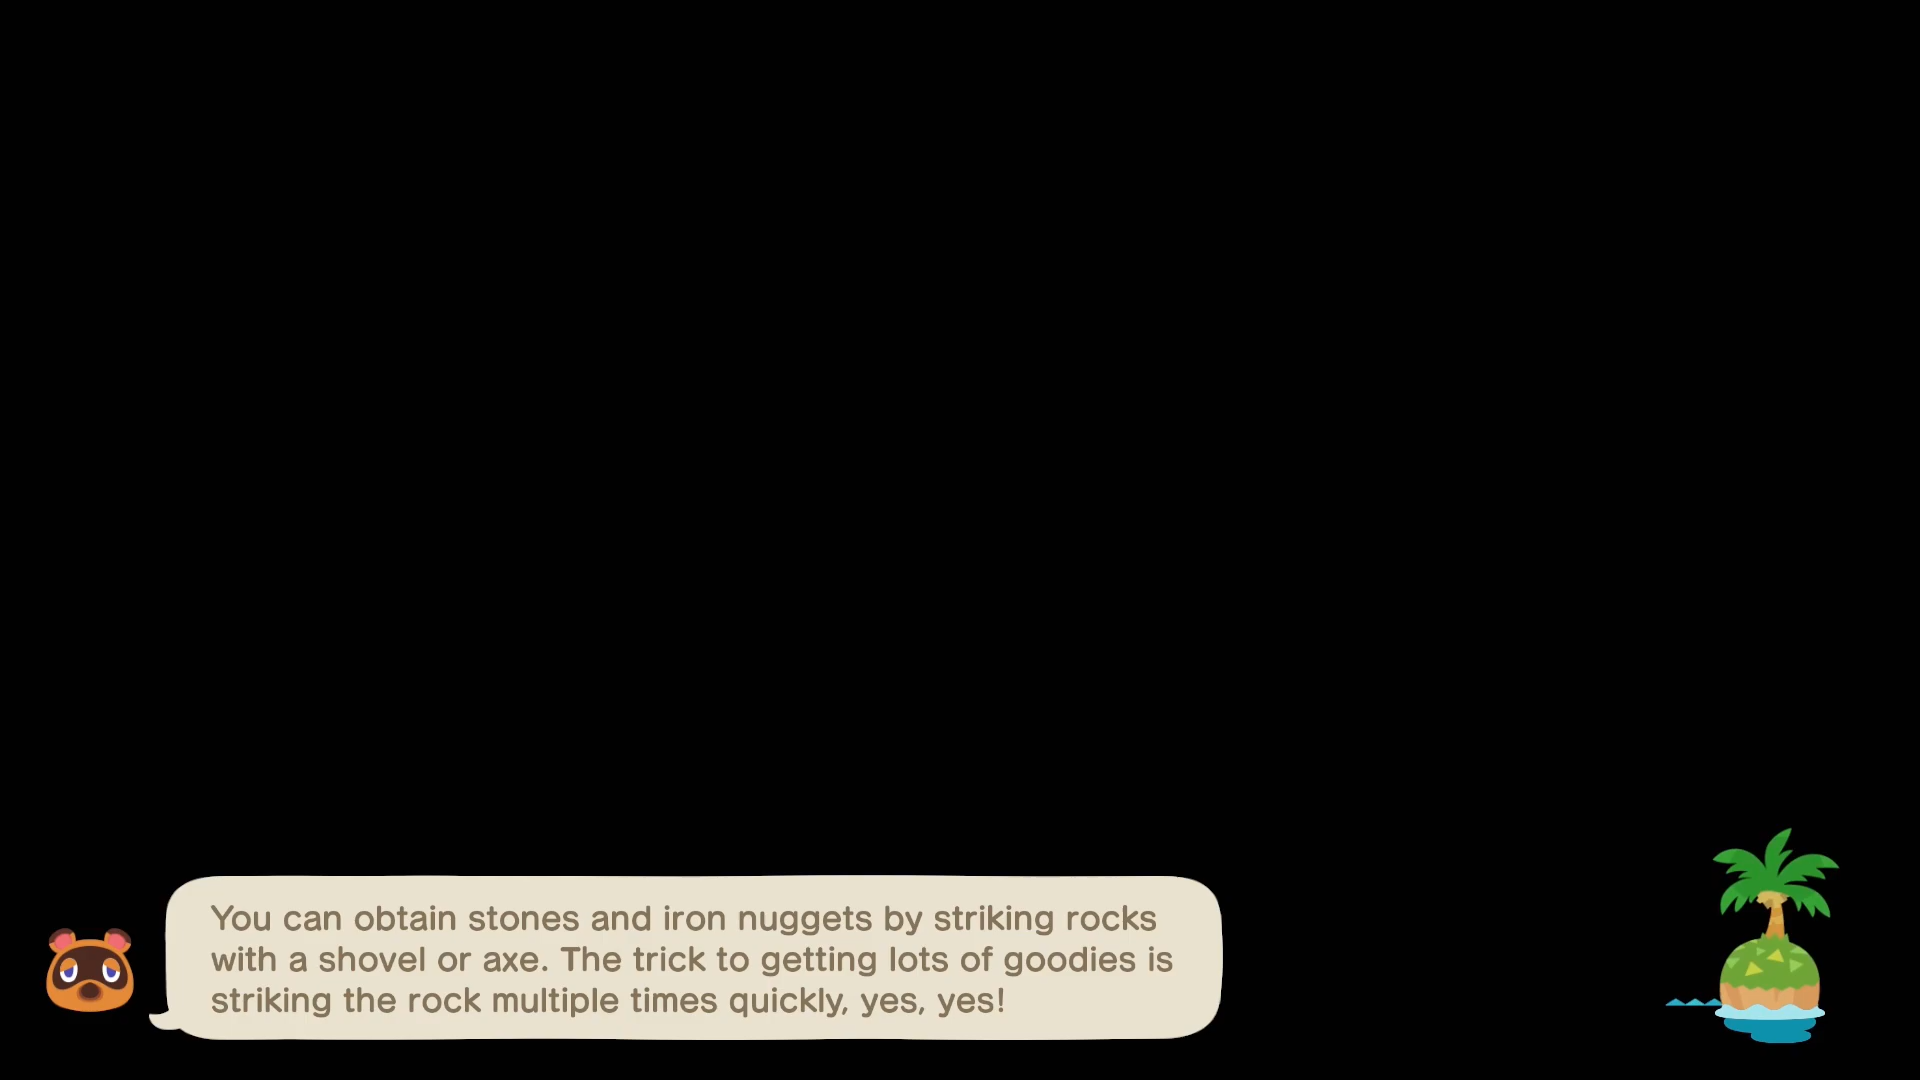 You can obtain stones and iron nuggets by striking rocks
with a shovel or axe. The trick to getting lots of goodies is
striking the rock multiple times quickly, yes, yes!